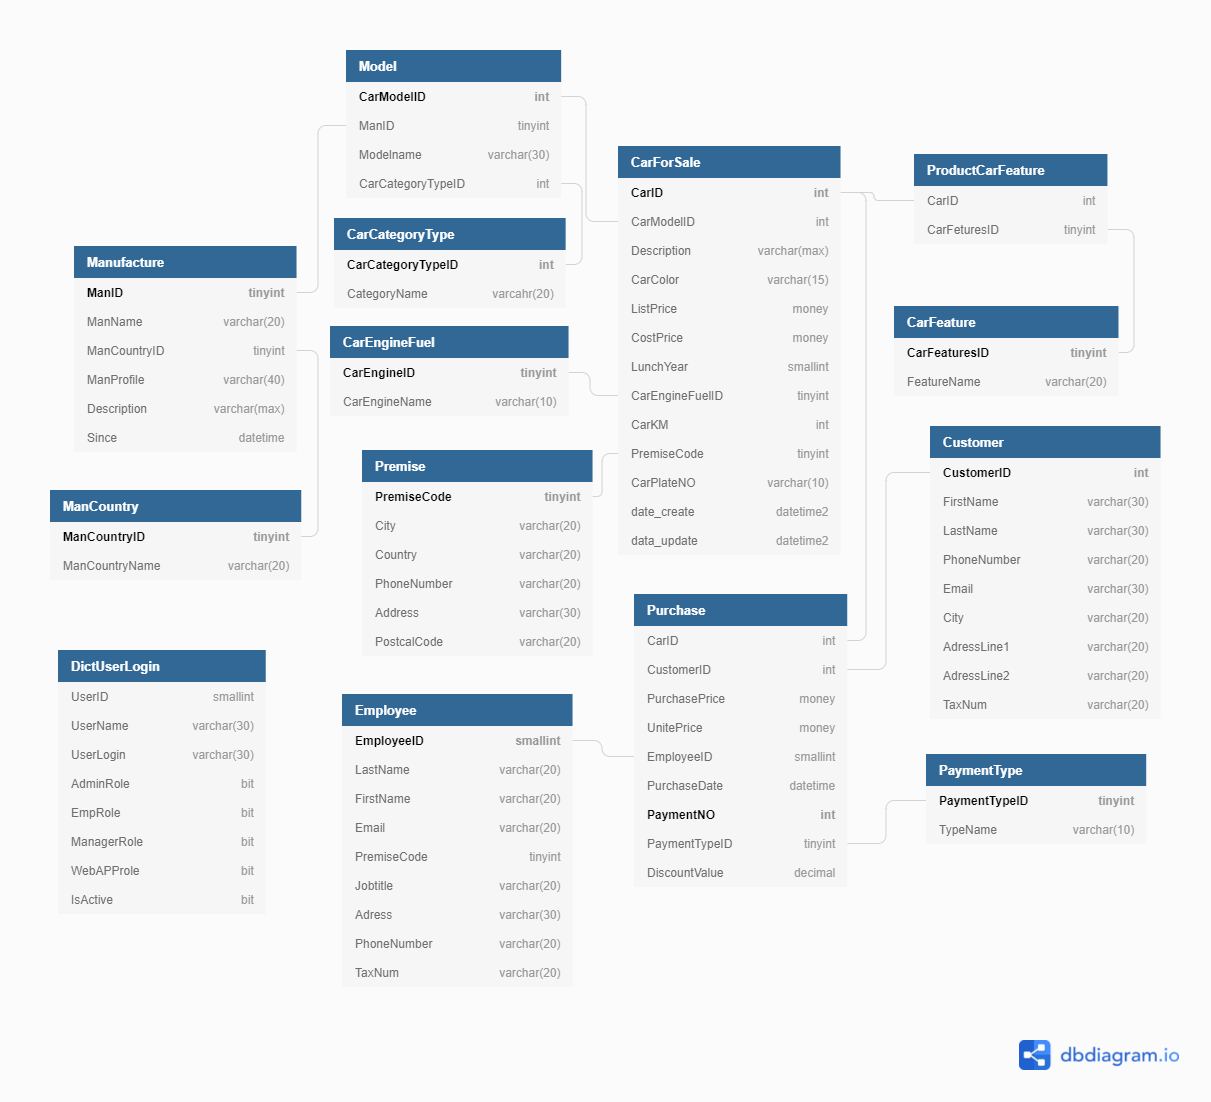 Model
CarModelID int
ManID tinyint
Modelname varchar(30)
CarCategoryTypeID int
CarCategoryType
CarCategoryTypeID int
CategoryName varcahr(20)
Manufacture
ManID tinyint
ManName varchar(20)
ManCountryID tinyint
ManProfile varchar(40)
Description varchar(max)
Since datetime
CarEngineFuel
CarEngineID tinyint
CarEngineName varchar(10)
ManCountry
ManCountryID tinyint
ManCountryName varchar(20)
Premise
PremiseCode tinyint
City varchar(20)
Country varchar(20)
PhoneNumber varchar(20)
Address varchar(30)
PostcalCode varchar(20)
DictUserLogin
UserID smallint
UserName varchar(30)
UserLogin varchar(30)
AdminRole bit
EmpRole bit
ManagerRole bit
WebAPProle bit
IsActive bit
Employee
EmployeeID smallint
LastName varchar(20)
FirstName varchar(20)
Email varchar(20)
PremiseCode tinyint
Jobtitle varchar(20)
Adress varchar(30)
PhoneNumber varchar(20)
TaxNum varchar(20)
CarForSale
CarID int
CarModelID int
Description varchar(max)
CarColor varchar(15)
ListPrice money
CostPrice money
LunchYear smallint
CarEngineFuelID tinyint
CarKM int
PremiseCode tinyint
CarPlateNO varchar(10)
date_create datetime2
data_update datetime2
Purchase
CarID int
CustomerID int
PurchasePrice money
UnitePrice money
EmployeeID smallint
PurchaseDate datetime
PaymentNO int
PaymentTypeID tinyint
DiscountValue decimal
ProductCarFeature
CarID int
CarFeturesID tinyint
CarFeature
CarFeaturesID tinyint
FeatureName varchar(20)
Customer
CustomerID int
FirstName varchar(30)
LastName varchar(30)
PhoneNumber varchar(20)
Email varchar(30)
City varchar(20)
AdressLine1 varchar(20)
AdressLine2 varchar(20)
TaxNum varchar(20)
PaymentType
PaymentTypeID tinyint
TypeName varchar(10)
dbdiagram.io